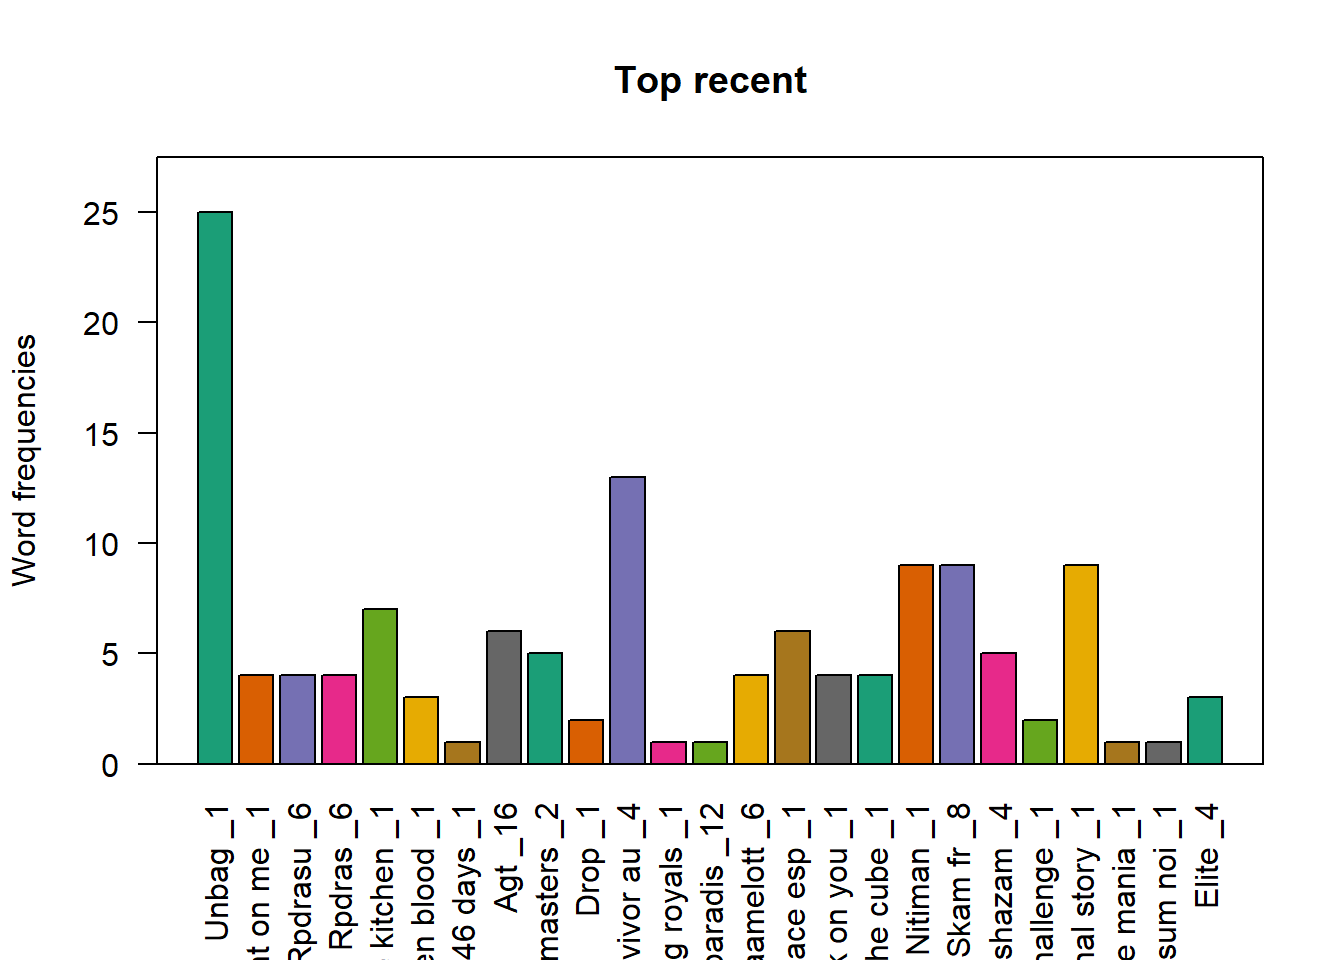 Top recent
Word frequencies
25
20
15
10
5
0
Unbag _1
nt on me _1
Rpdrasu _6
Rpdras _6
kitchen _1
en blood _1
46 days _1
Agt _16
masters _2
Drop _1
vivor au _4
g royals _1
paradis _12
aamelott _6
ace esp _1
k on you _1
he cube _1
Nitiman _1
Skam fr _8
shazam _4
hallenge _1
nal story _1
e mania _1
sum noi _1
Elite _4